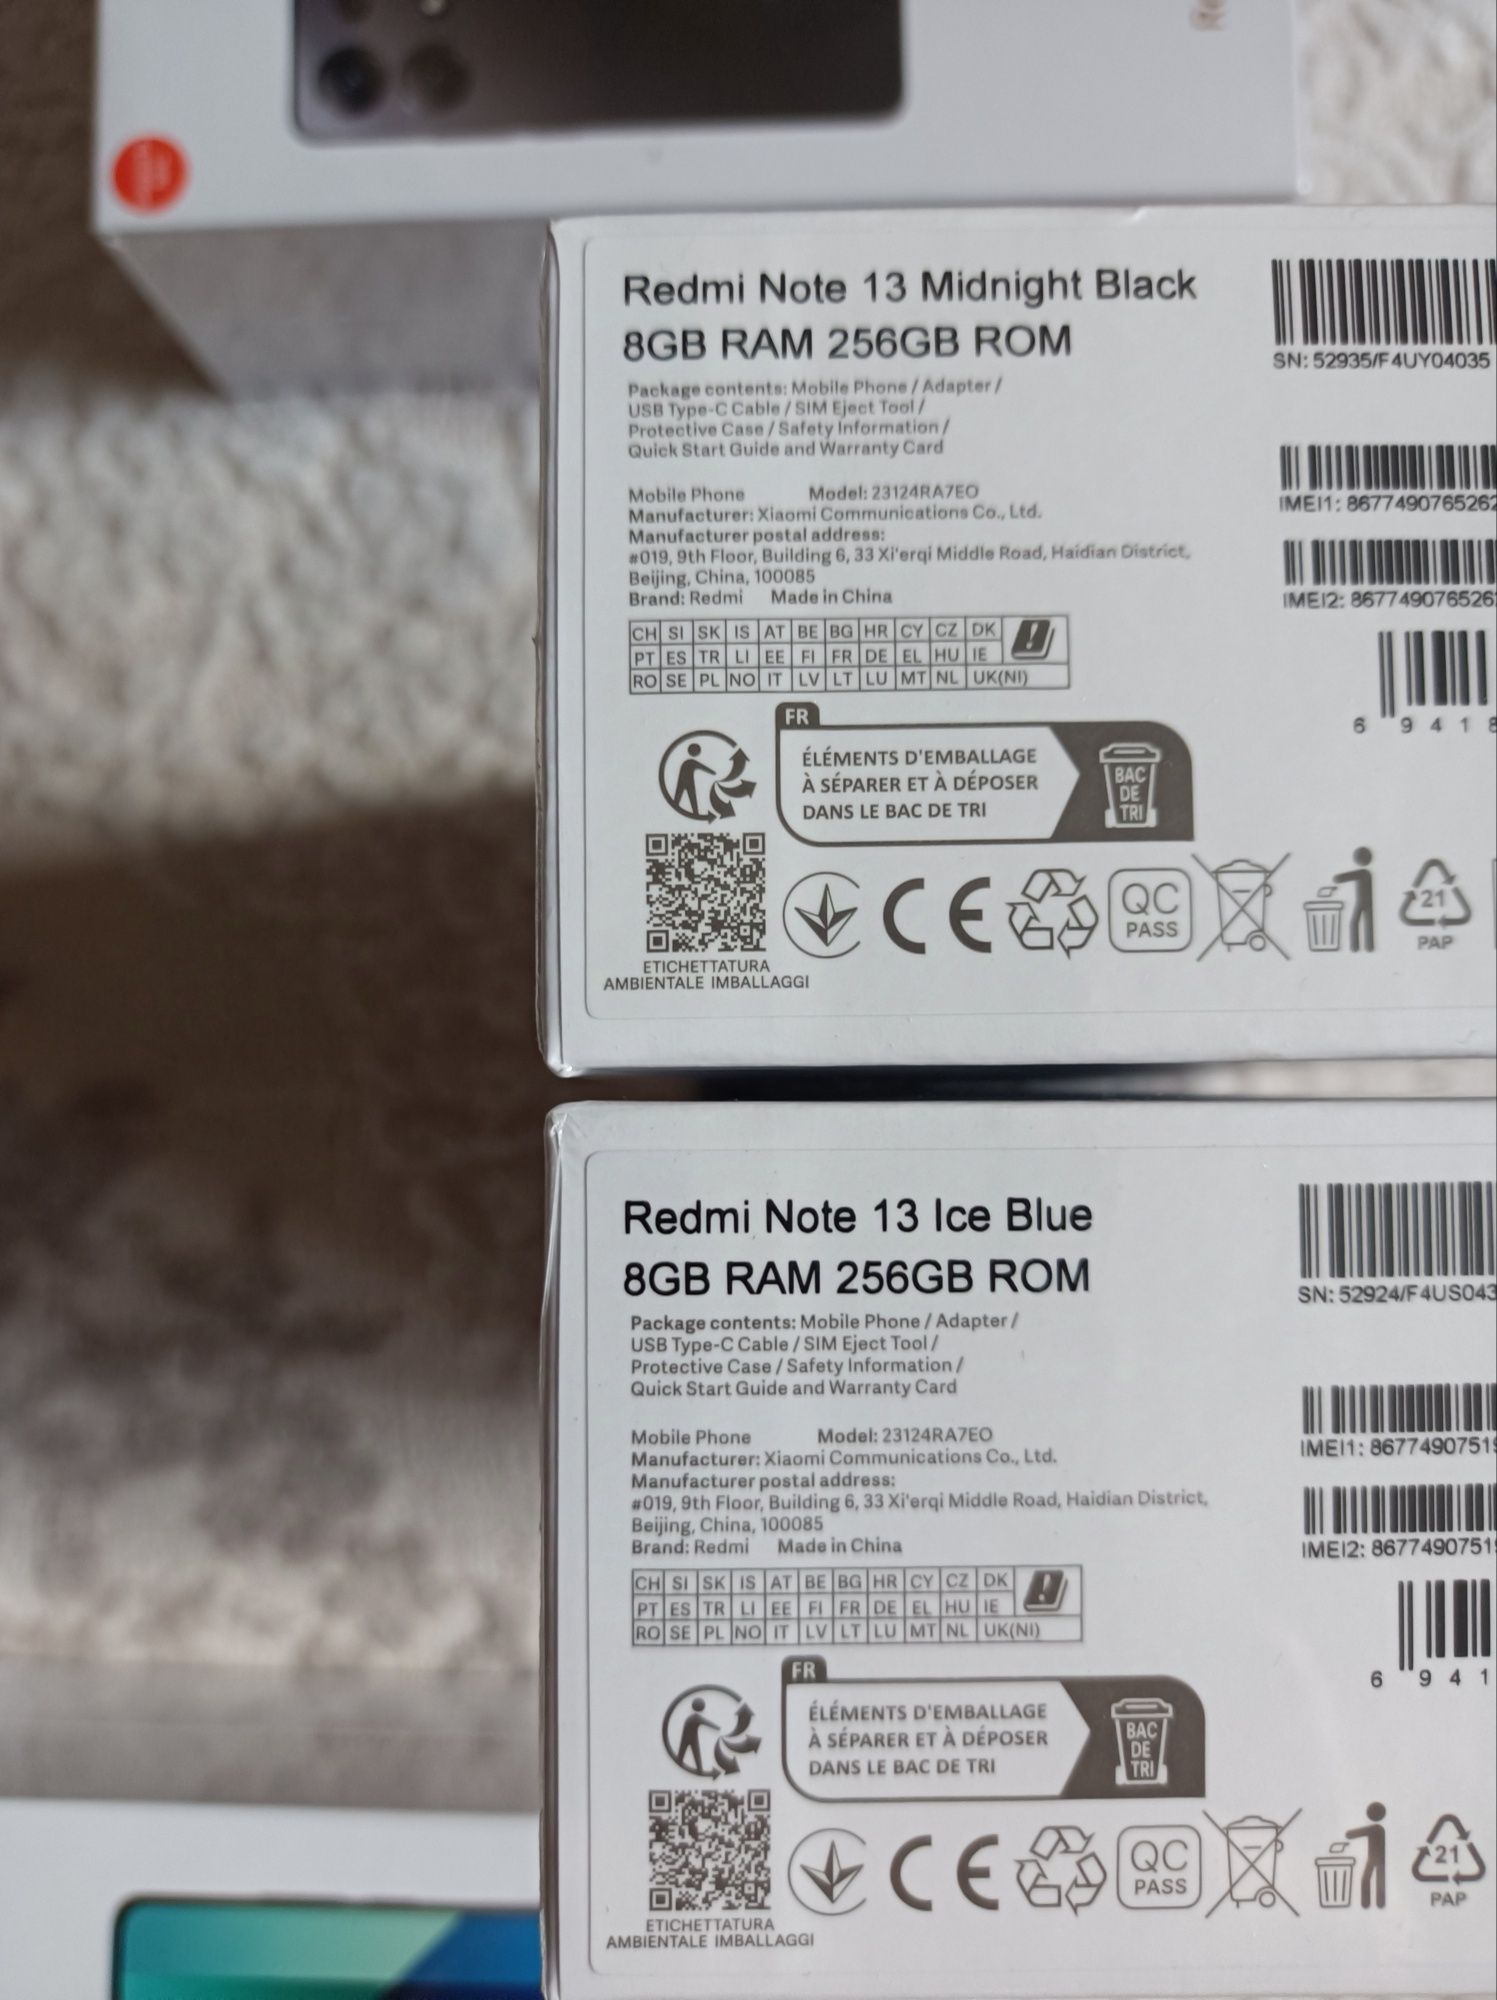 Re
Redmi Note 13 Midnight Black
8GB RAM 256GB ROM
SN: 52935/F4UY04035
Package contents: Mobile Phone / Adapter /
USB Type-C Cable / SIM Eject Tool /
Protective Case / Safety Information /
Quick Start Guide and Warranty Card
IMEI1: 8677490765262
Mobile Phone Model: 23124RA7EO
Manufacturer: Xiaomi Communications Co., Ltd.
Manufacturer postal address:
#019, 9th Floor, Building 6, 33 Xi'erqi Middle Road, Haidian District,
Beijing, China, 100085
Brand: Redmi Made in China
IMEI2: 867749076526
CH SI SK IS AT BE BG HR CY CZ DK
PT ES TR LI EE FI FR DE EL HU IE
RO SE PL NO IT LV LT LU MT NL UK(NI)
6 9 4 1 8
FR
ÉLÉMENTS D'EMBALLAGE
À SÉPARER ET À DÉPOSER
DANS LE BAC DE TRI
BAC
DE
TRI
CE
QC
PASS
21
PAP
ETICHETTATURA
AMBIENTALE IMBALLAGGI
Redmi Note 13 Ice Blue
8GB RAM 256GB ROM
SN: 52924/F4US043
Package contents: Mobile Phone / Adapter /
USB Type-C Cable / SIM Eject Tool /
Protective Case / Safety Information /
Quick Start Guide and Warranty Card
IMEI1: 86774907519
Mobile Phone Model: 23124RA7EO
Manufacturer: Xiaomi Communications Co., Ltd.
Manufacturer postal address:
#019, 9th Floor, Building 6, 33 Xi'erqi Middle Road, Haidian District,
Beijing, China, 100085
Brand: Redmi Made in China
IMEI2: 8677490751
CH SI SK IS AT BE BG HR CY CZ DK
PT ES TR LI EE FI FR DE EL HU IE
RO SE PL NO IT LV LT LU MT NL UK(NI)
6 9 4 1
FR
ÉLÉMENTS D'EMBALLAGE
À SÉPARER ET À DÉPOSER
DANS LE BAC DE TRI
BAC
DE
TRI
CE
QC
PASS
21
PAP
ETICHETTATURA
AMBIENTALE IMBALLAGGI